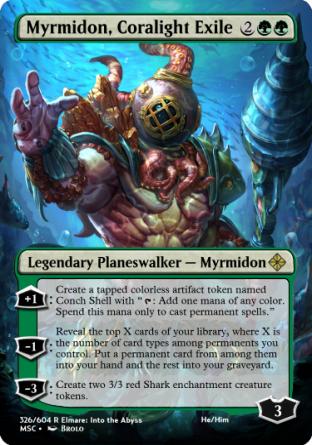 Myrmidon, Coralight Exile 2
Legendary Planeswalker — Myrmidon
+1
Create a tapped colorless artifact token named
Conch Shell with “: Add one mana of any color.
Spend this mana only to cast permanent spells.”
-1
Reveal the top X cards of your library, where X is
the number of card types among permanents you
control. Put a permanent card from among them
into your hand and the rest into your graveyard.
-3
Create two 3/3 red Shark enchantment creature
tokens.
3
326/604 R Elmare: Into the Abyss He/Him
MSC • BROLO